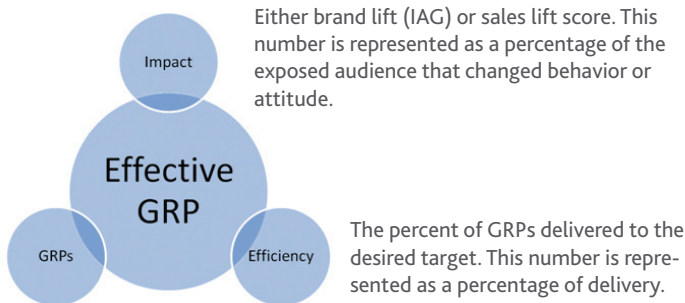 Either brand lift (IAG) or sales lift score. This
number is represented as a percentage of the
exposed audience that changed behavior or
attitude.
Impact
Effective
GRP
GRPs
Efficiency
The percent of GRPs delivered to the
desired target. This number is repre-
sented as a percentage of delivery.